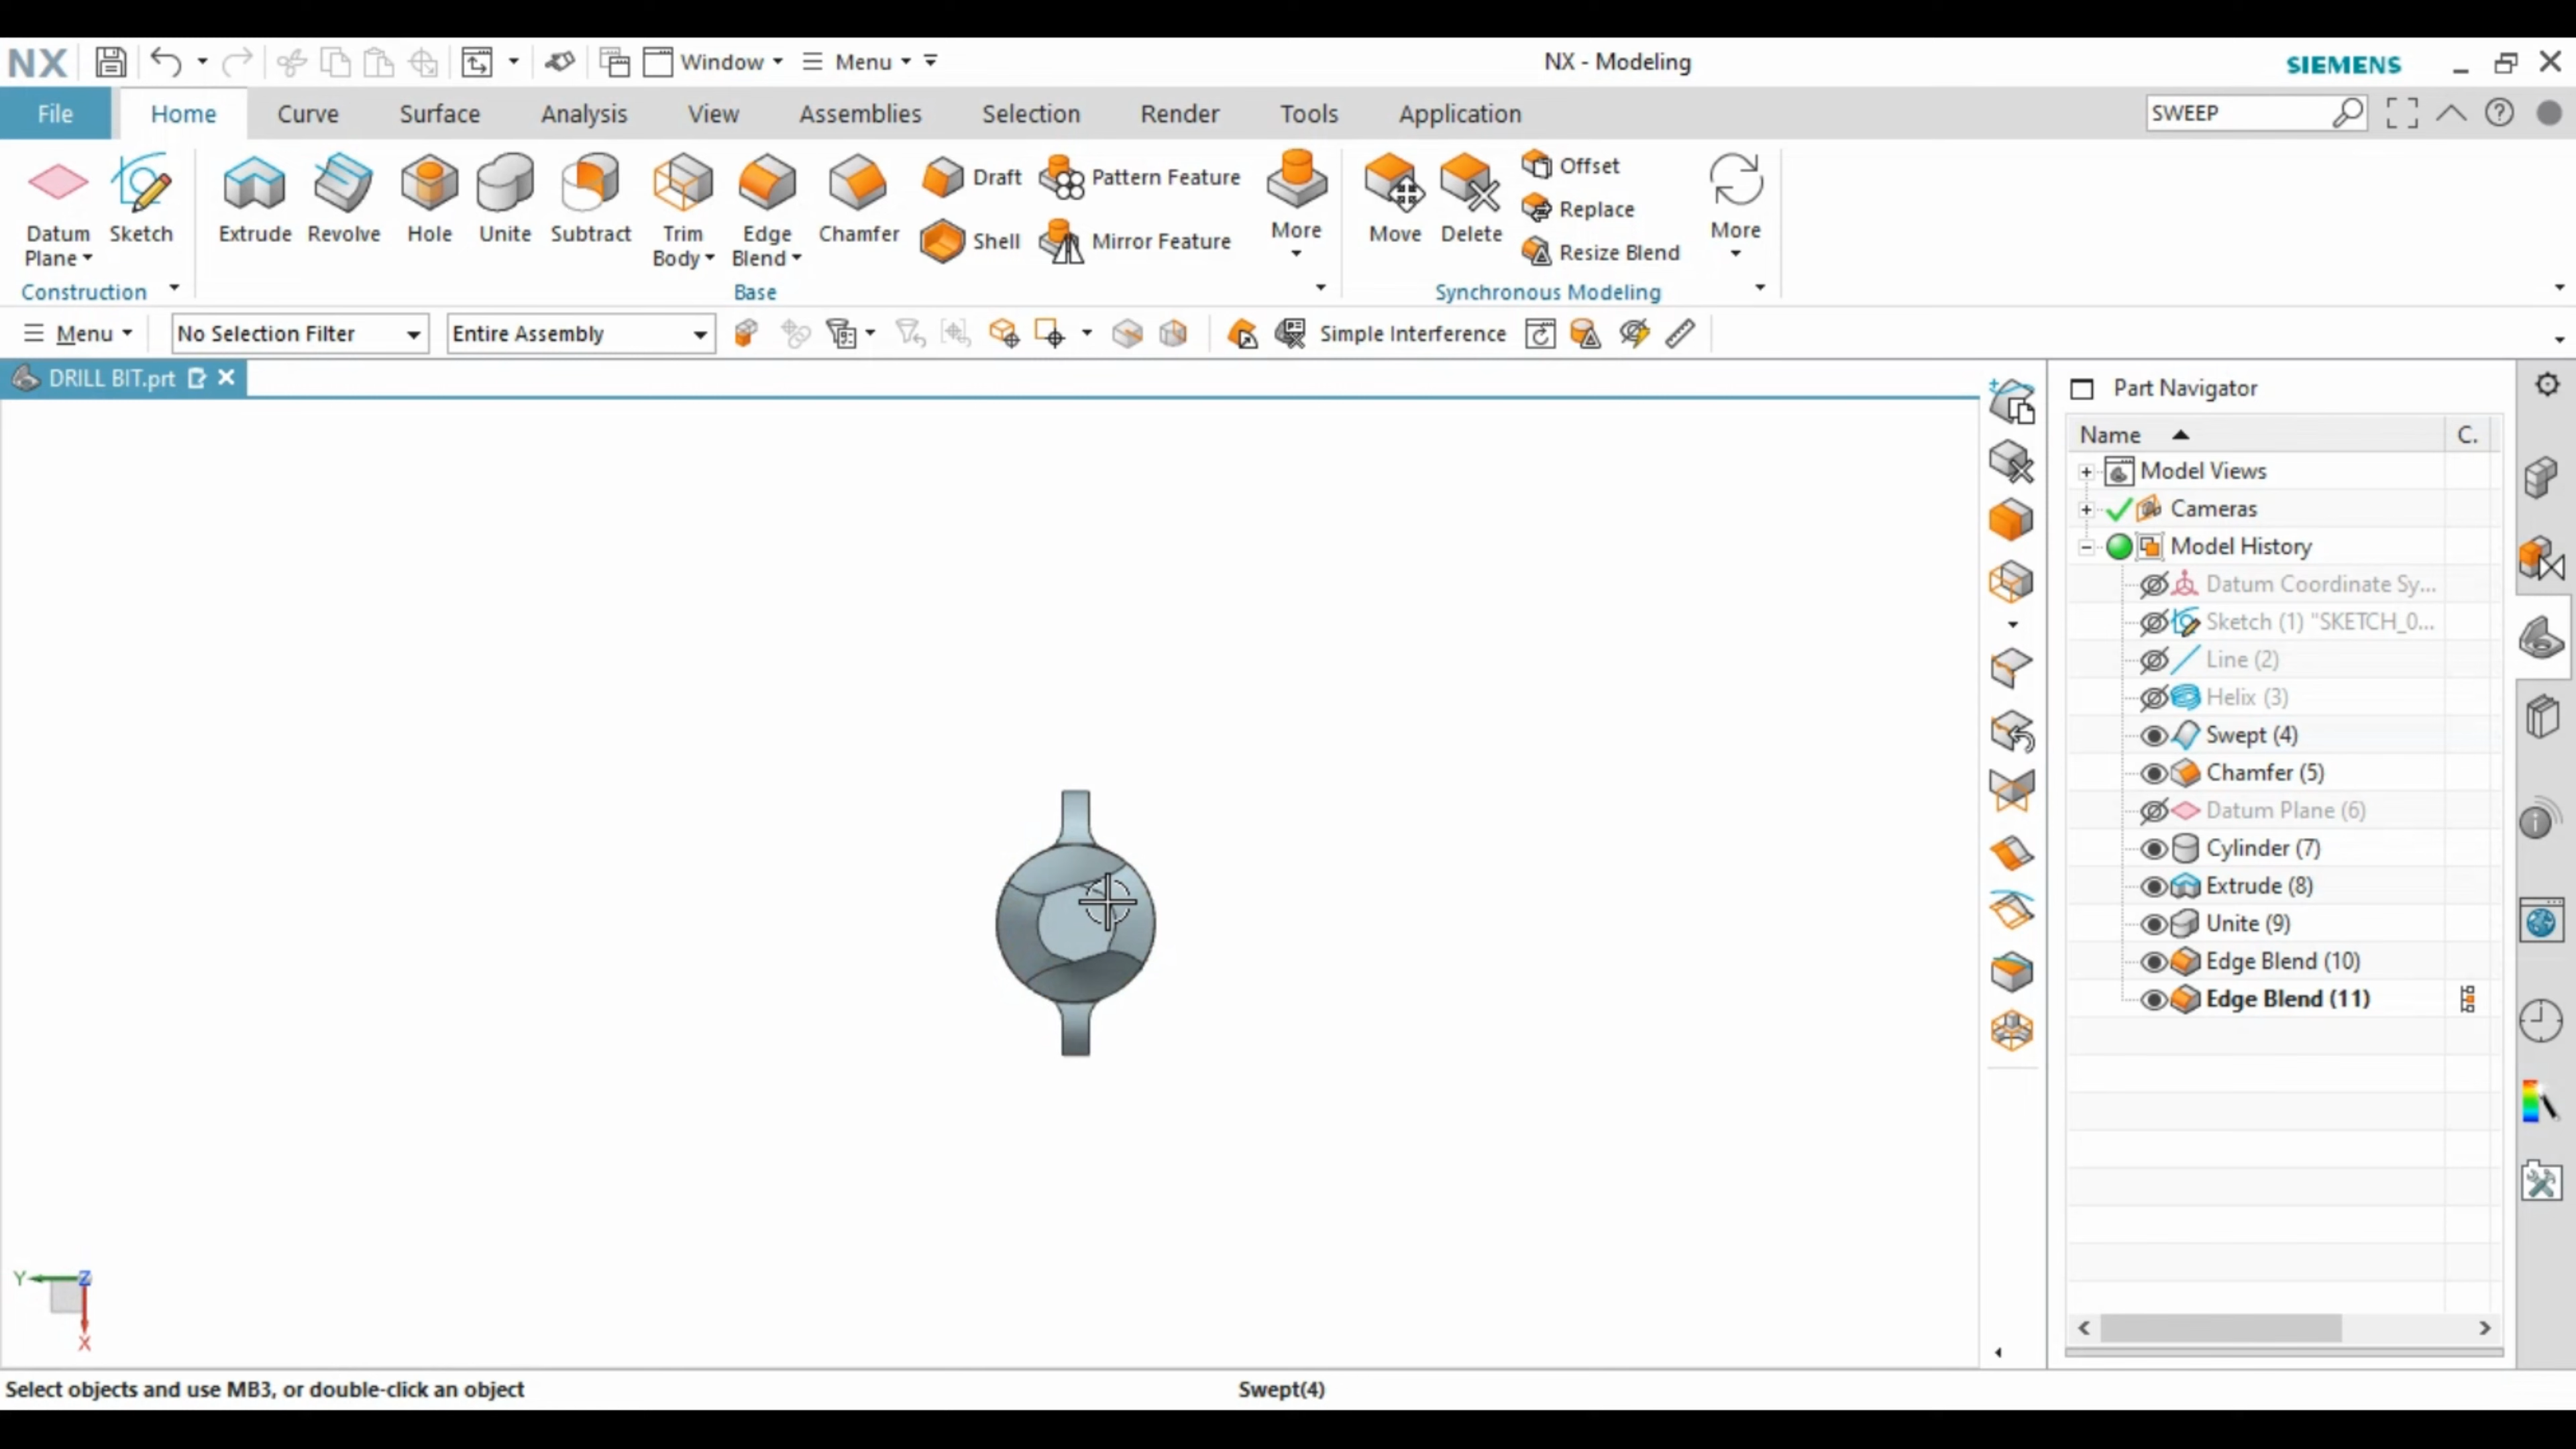 NX
Window
Menu
NX - Modeling
SIEMENS
File
Home
Curve
Surface
Analysis
View
Assemblies
Selection
Render
Tools
Application
SWEEP
Datum Plane
Sketch
Extrude
Revolve
Hole
Unite
Subtract
Trim Body
Edge Blend
Chamfer
Draft
Shell
Pattern Feature
Mirror Feature
More
Move
Delete
Offset
Replace
Resize Blend
More
Construction
Base
Synchronous Modeling
Menu
No Selection Filter
Entire Assembly
Simple Interference
DRILL BIT.prt
Part Navigator
Name
C.
Model Views
Cameras
Model History
Datum Coordinate Sy...
Sketch (1) "SKETCH_0...
Line (2)
Helix (3)
Swept (4)
Chamfer (5)
Datum Plane (6)
Cylinder (7)
Extrude (8)
Unite (9)
Edge Blend (10)
Edge Blend (11)
Y
Z
X
Select objects and use MB3, or double-click an object
Swept(4)